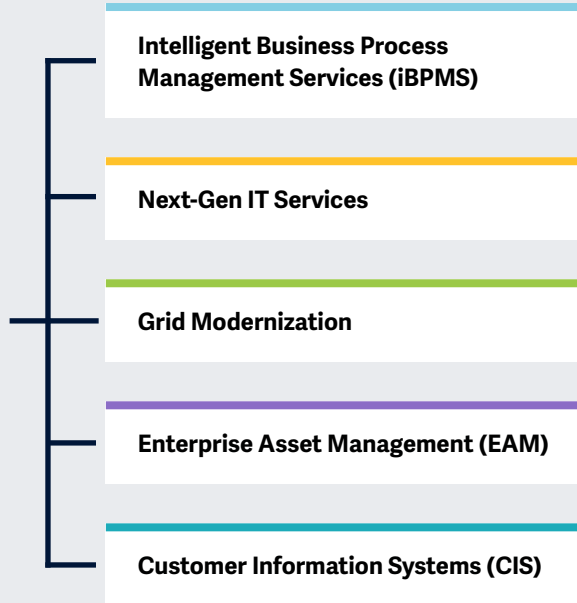 Intelligent Business Process
Management Services (iBPMS)
Next-Gen IT Services
Grid Modernization
Enterprise Asset Management (EAM)
Customer Information Systems (CIS)